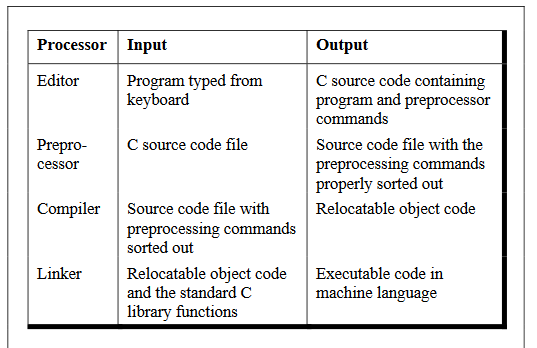 Processor Input Output
Editor Program typed from keyboard C source code containing program and preprocessor commands
Prepro-cessor C source code file Source code file with the preprocessing commands properly sorted out
Compiler Source code file with preprocessing commands sorted out Relocatable object code
Linker Relocatable object code and the standard C library functions Executable code in machine language